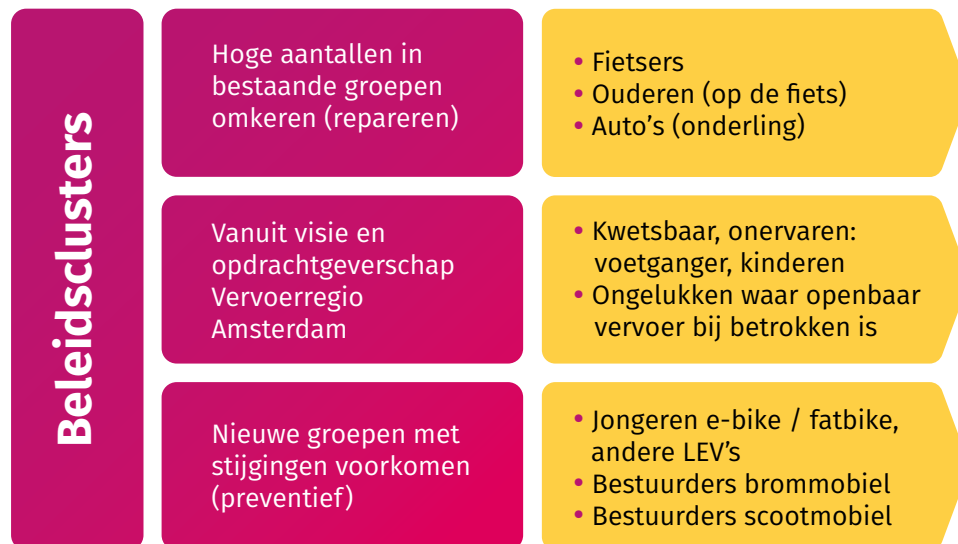 Beleidsclusters
Hoge aantallen in
bestaande groepen
omkeren (repareren)
• Fietsers
• Ouderen (op de fiets)
• Auto's (onderling)
Vanuit visie en
opdrachtgeverschap
Vervoerregio
Amsterdam
• Kwetsbaar, onervaren:
voetganger, kinderen
• Ongelukken waar openbaar
vervoer bij betrokken is
Nieuwe groepen met
stijgingen voorkomen
(preventief)
• Jongeren e-bike / fatbike,
andere LEV's
• Bestuurders brommobiel
• Bestuurders scootmobiel